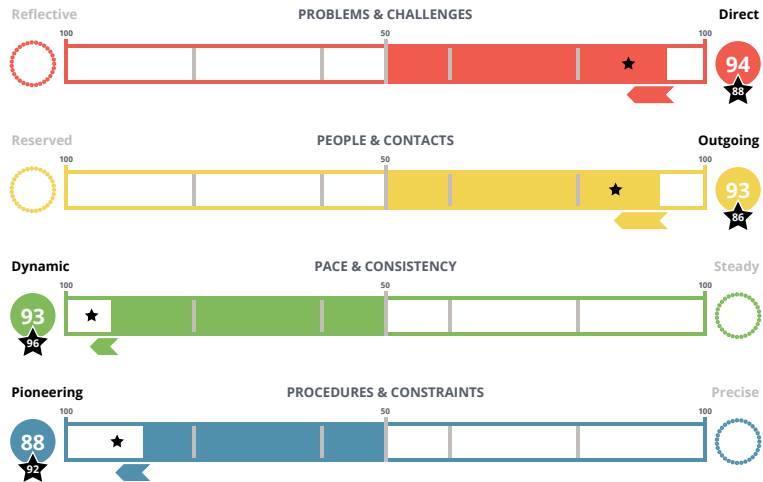 Reflective PROBLEMS & CHALLENGES Direct
100 50 100
94
88
Reserved PEOPLE & CONTACTS Outgoing
100 50 100
93
86
Dynamic PACE & CONSISTENCY Steady
100 50 100
93
96
Pioneering PROCEDURES & CONSTRAINTS Precise
100 50 100
88
92